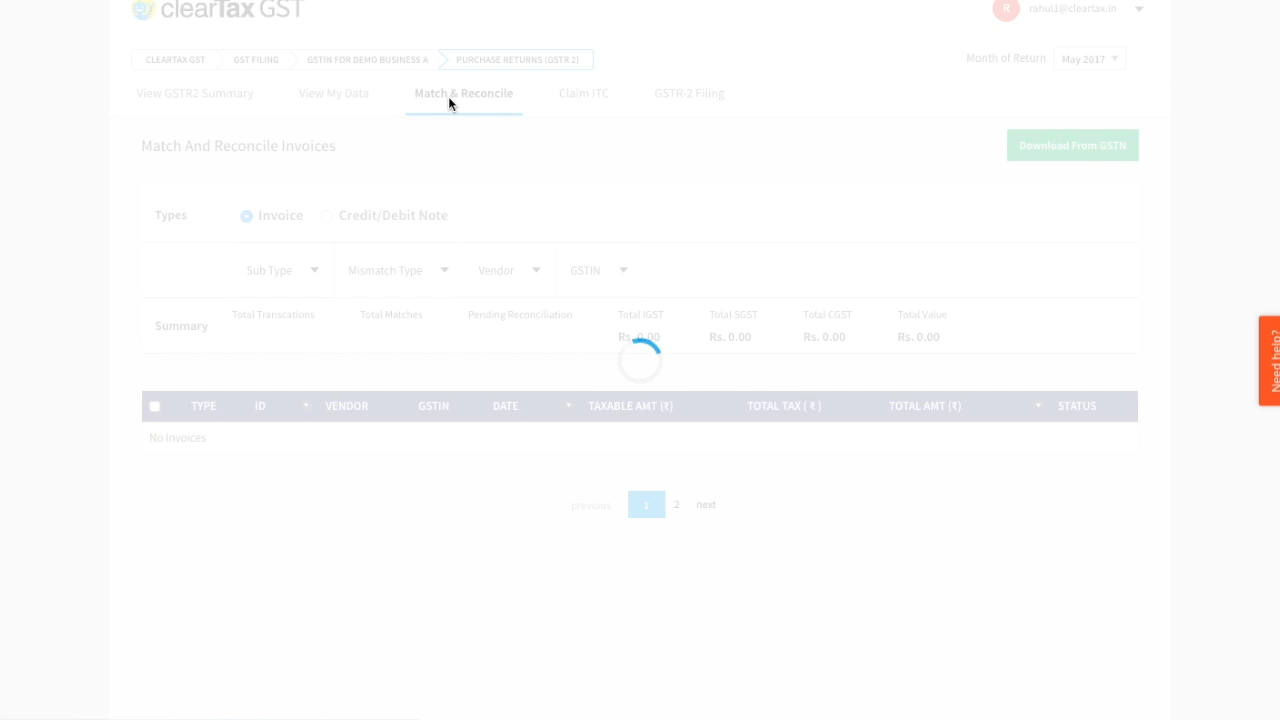 clearTax GST
R rahul1@cleartax.in
CLEARTAX GST GST FILING GSTIN FOR DEMO BUSINESS A PURCHASE RETURNS (GSTR 2)
Month of Return May 2017
View GSTR2 Summary View My Data Match & Reconcile Claim ITC GSTR-2 Filing
Match And Reconcile Invoices
Download From GSTN
Types Invoice Credit/Debit Note
Sub Type Mismatch Type Vendor GSTIN
Summary
Total Transcations Total Matches Pending Reconciliation Total IGST Total SGST Total CGST Total Value
Rs. 0.00 Rs. 0.00 Rs. 0.00 Rs. 0.00
TYPE ID VENDOR GSTIN DATE TAXABLE AMT (₹) TOTAL TAX ( ₹ ) TOTAL AMT (₹) STATUS
No Invoices
previous 1 2 next
Need help?